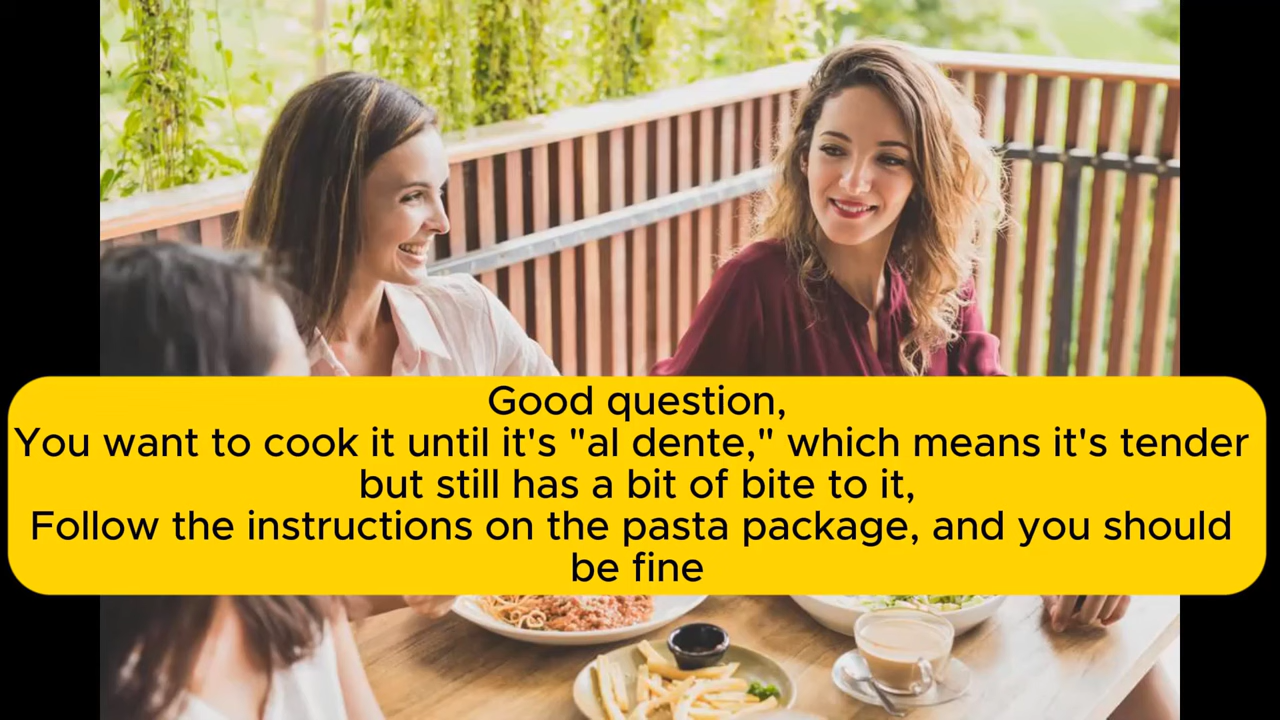 Good question,
You want to cook it until it's "al dente," which means it's tender
but still has a bit of bite to it,
Follow the instructions on the pasta package, and you should
be fine